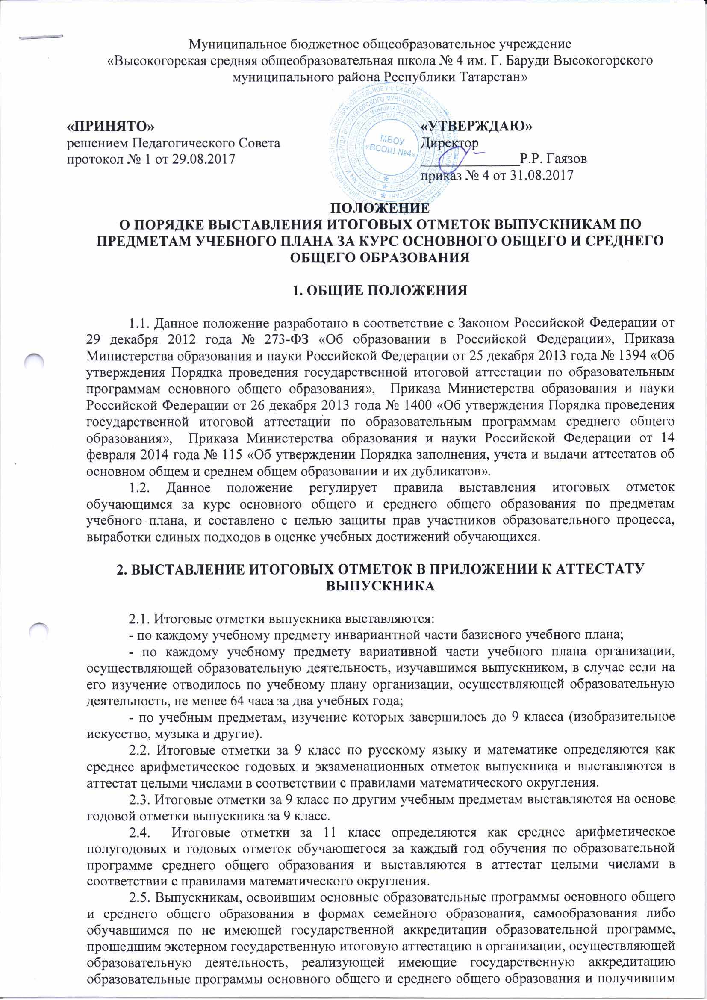 Муниципальное бюджетное общеобразовательное учреждение
«Высокогорская средняя общеобразовательная школа № 4 им. Г. Баруди Высокогорского
муниципального района Республики Татарстан»
«ПРИНЯТО»
решением Педагогического Совета
протокол № 1 от 29.08.2017
МБОУ
«ВСОШ №4»
«УТВЕРЖДАЮ»
Директор
Р.Р. Гаязов
приказ № 4 от 31.08.2017
ПОЛОЖЕНИЕ
О ПОРЯДКЕ ВЫСТАВЛЕНИЯ ИТОГОВЫХ ОТМЕТОК ВЫПУСКНИКАМ ПО
ПРЕДМЕТАМ УЧЕБНОГО ПЛАНА ЗА КУРС ОСНОВНОГО ОБЩЕГО И СРЕДНЕГО
ОБЩЕГО ОБРАЗОВАНИЯ
1. ОБЩИЕ ПОЛОЖЕНИЯ
1.1. Данное положение разработано в соответствие с Законом Российской Федерации от
29 декабря 2012 года № 273-ФЗ «Об образовании в Российской Федерации», Приказа
Министерства образования и науки Российской Федерации от 25 декабря 2013 года № 1394 «Об
утверждения Порядка проведения государственной итоговой аттестации по образовательным
программам основного общего образования», Приказа Министерства образования и науки
Российской Федерации от 26 декабря 2013 года № 1400 «Об утверждения Порядка проведения
государственной итоговой аттестации по образовательным программам среднего общего
образования», Приказа Министерства образования и науки Российской Федерации от 14
февраля 2014 года № 115 «Об утверждении Порядка заполнения, учета и выдачи аттестатов об
основном общем и среднем общем образовании и их дубликатов».
1.2. Данное положение регулирует правила выставления итоговых отметок
обучающимся за курс основного общего и среднего общего образования по предметам
учебного плана, и составлено с целью защиты прав участников образовательного процесса,
выработки единых подходов в оценке учебных достижений обучающихся.
2. ВЫСТАВЛЕНИЕ ИТОГОВЫХ ОТМЕТОК В ПРИЛОЖЕНИИ К АТТЕСТАТУ
ВЫПУСКНИКА
2.1. Итоговые отметки выпускника выставляются:
- по каждому учебному предмету инвариантной части базисного учебного плана;
- по каждому учебному предмету вариативной части учебного плана организации,
осуществляющей образовательную деятельность, изучавшимся выпускником, в случае если на
его изучение отводилось по учебному плану организации, осуществляющей образовательную
деятельность, не менее 64 часа за два учебных года;
- по учебным предметам, изучение которых завершилось до 9 класса (изобразительное
искусство, музыка и другие).
2.2. Итоговые отметки за 9 класс по русскому языку и математике определяются как
среднее арифметическое годовых и экзаменационных отметок выпускника и выставляются в
аттестат целыми числами в соответствии с правилами математического округления.
2.3. Итоговые отметки за 9 класс по другим учебным предметам выставляются на основе
годовой отметки выпускника за 9 класс.
2.4. Итоговые отметки за 11 класс определяются как среднее арифметическое
полугодовых и годовых отметок обучающегося за каждый год обучения по образовательной
программе среднего общего образования и выставляются в аттестат целыми числами в
соответствии с правилами математического округления.
2.5. Выпускникам, освоившим основные образовательные программы основного общего
и среднего общего образования в формах семейного образования, самообразования либо
обучавшимся по не имеющей государственной аккредитации образовательной программе,
прошедшим экстерном государственную итоговую аттестацию в организации, осуществляющей
образовательную деятельность, реализующей имеющие государственную аккредитацию
образовательные программы основного общего и среднего общего образования и получившим